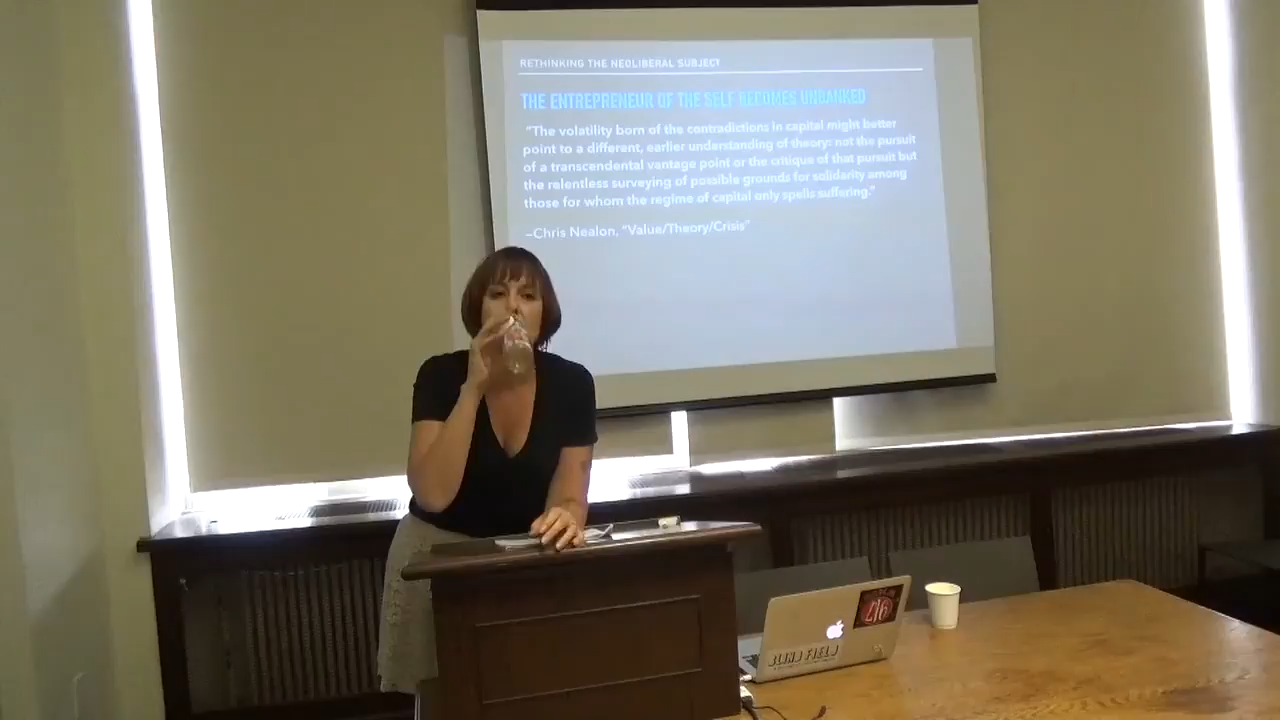 RETHINKING THE NEOLIBERAL SUBJECT
THE ENTREPRENEUR OF THE SELF BECOMES UNBANKED
"The volatility born of the contradictions in capital might better
point to a different, earlier understanding of theory: not the pursuit
of a transcendental vantage point or the critique of that pursuit but
the relentless surveying of possible grounds for solidarity among
those for whom the regime of capital only spells suffering."
—Chris Nealon, "Value/Theory/Crisis"
BLIND FIELD